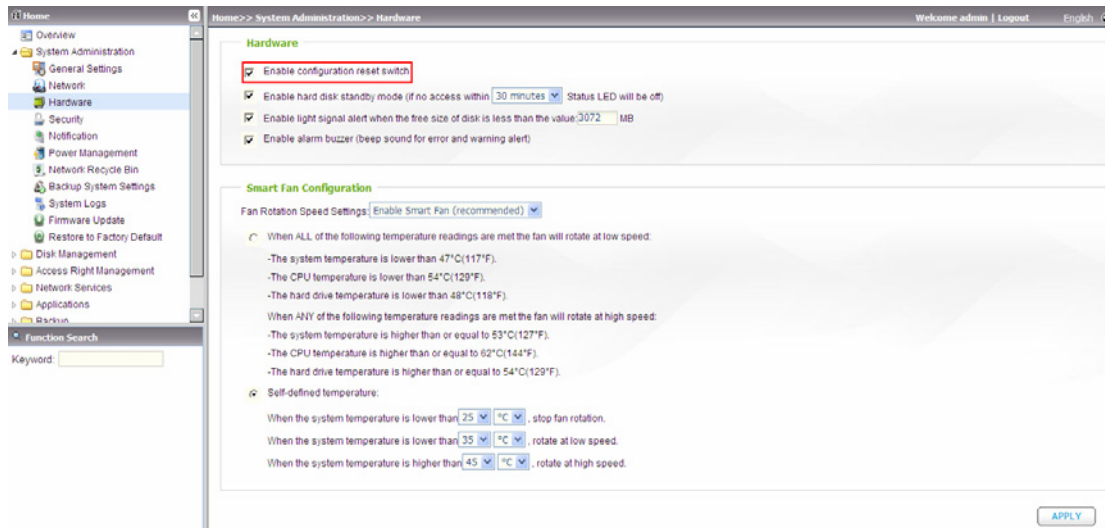 Home
Home>> System Administration>> Hardware
Welcome admin | Logout
English
Overview
System Administration
General Settings
Network
Hardware
Security
Notification
Power Management
Network Recycle Bin
Backup System Settings
System Logs
Firmware Update
Restore to Factory Default
Disk Management
Access Right Management
Network Services
Applications
Backup
Function Search
Keyword:
Hardware
Enable configuration reset switch
Enable hard disk standby mode (if no access within 30 minutes Status LED will be off)
Enable light signal alert when the free size of disk is less than the value: 3072 MB
Enable alarm buzzer (beep sound for error and warning alert)
Smart Fan Configuration
Fan Rotation Speed Settings: Enable Smart Fan (recommended)
When ALL of the following temperature readings are met the fan will rotate at low speed:
-The system temperature is lower than 47°C(117°F).
-The CPU temperature is lower than 54°C(129°F).
-The hard drive temperature is lower than 48°C(118°F).
When ANY of the following temperature readings are met the fan will rotate at high speed:
-The system temperature is higher than or equal to 53°C(127°F).
-The CPU temperature is higher than or equal to 62°C(144°F).
-The hard drive temperature is higher than or equal to 54°C(129°F).
Self-defined temperature:
When the system temperature is lower than 25 °C , stop fan rotation.
When the system temperature is lower than 35 °C , rotate at low speed.
When the system temperature is higher than 45 °C , rotate at high speed.
APPLY